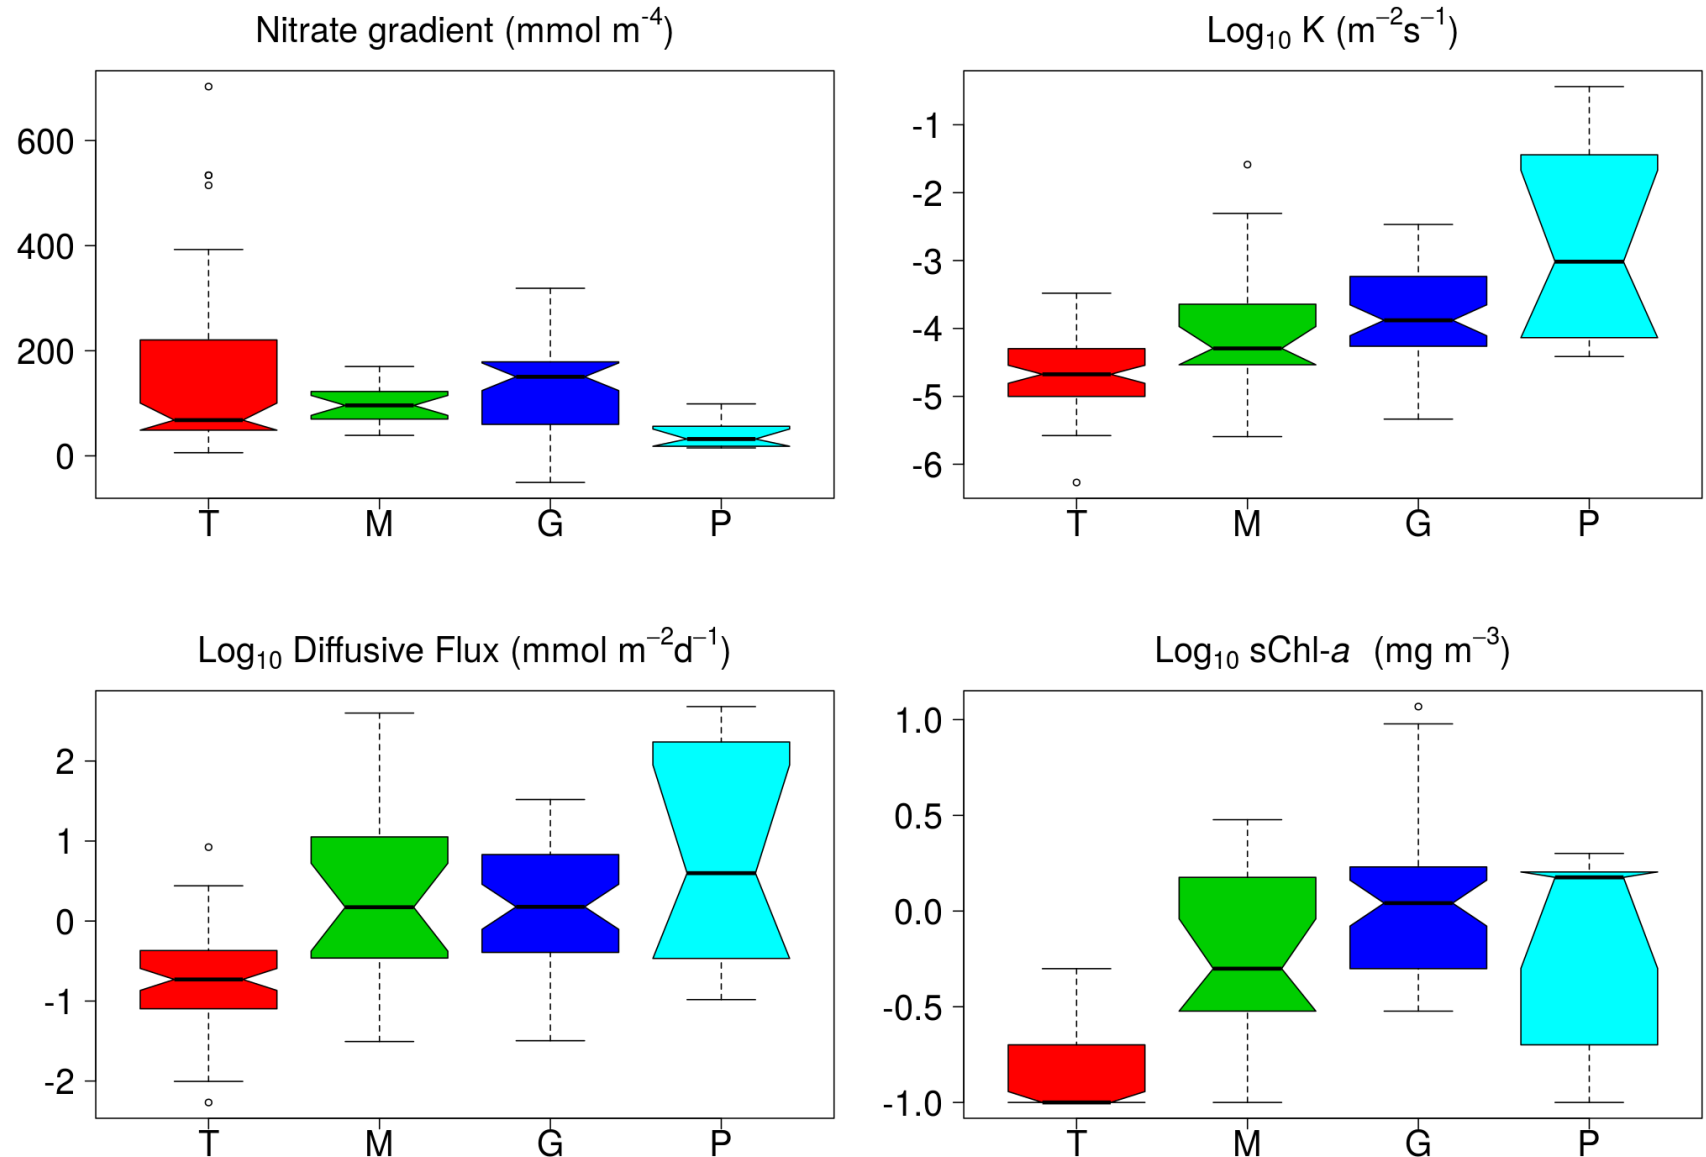 Nitrate gradient (mmol m⁻⁴)
600
400
200
0
T M G P
Log₁₀ K (m⁻²s⁻¹)
-1
-2
-3
-4
-5
-6
T M G P
Log₁₀ Diffusive Flux (mmol m⁻²d⁻¹)
2
1
0
-1
-2
T M G P
Log₁₀ sChl-a (mg m⁻³)
1.0
0.5
0.0
-0.5
-1.0
T M G P